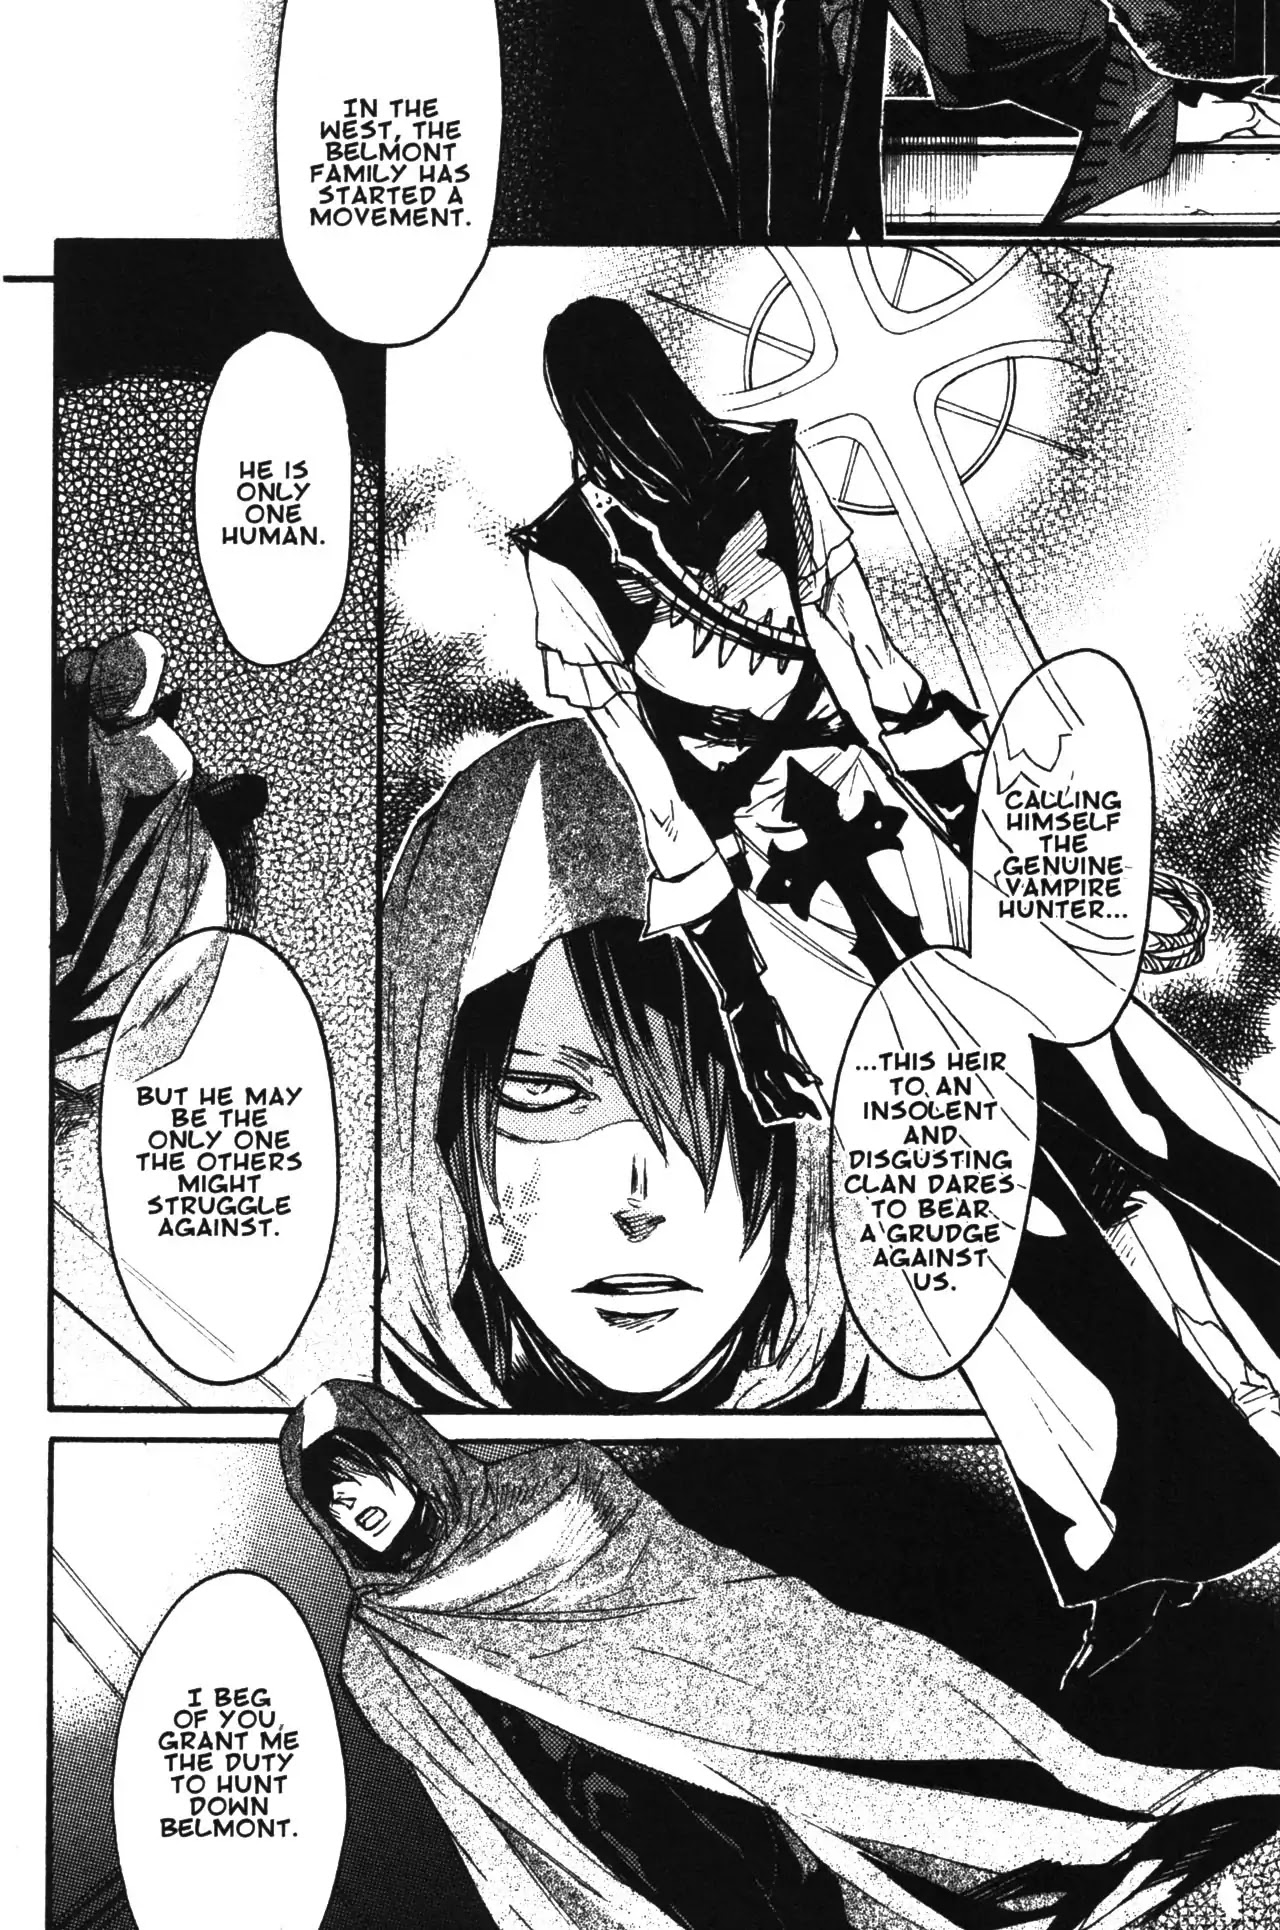 IN THE
WEST, THE
BELMONT
FAMILY HAS
STARTED A
MOVEMENT.
CALLING
HIMSELF
THE
GENUINE
VAMPIRE
HUNTER...
...THIS HEIR
TO AN
INSOLENT
AND
DISGUSTING
CLAN DARES
TO BEAR
A GRUDGE
AGAINST
US.
HE IS
ONLY
ONE
HUMAN.
BUT HE MAY
BE THE
ONLY ONE
THE OTHERS
MIGHT
STRUGGLE
AGAINST.
I BEG
OF YOU,
GRANT ME
THE DUTY
TO HUNT
DOWN
BELMONT.